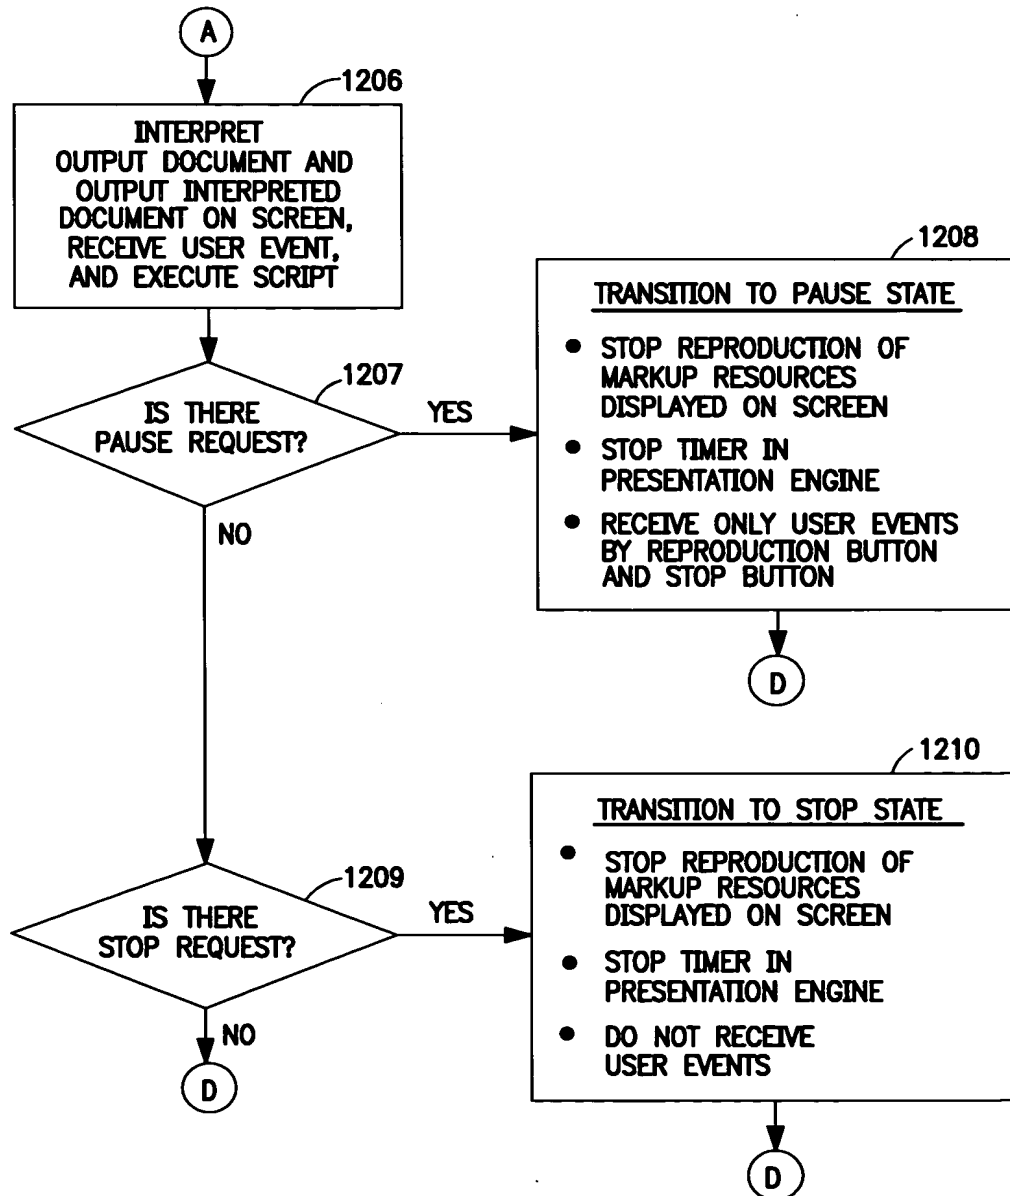 A
1206
INTERPRET
OUTPUT DOCUMENT AND
OUTPUT INTERPRETED
DOCUMENT ON SCREEN,
RECEIVE USER EVENT,
AND EXECUTE SCRIPT
1207
IS THERE
PAUSE REQUEST?
YES
NO
1208
TRANSITION TO PAUSE STATE
• STOP REPRODUCTION OF
MARKUP RESOURCES
DISPLAYED ON SCREEN
• STOP TIMER IN
PRESENTATION ENGINE
• RECEIVE ONLY USER EVENTS
BY REPRODUCTION BUTTON
AND STOP BUTTON
D
1209
IS THERE
STOP REQUEST?
YES
NO
D
1210
TRANSITION TO STOP STATE
• STOP REPRODUCTION OF
MARKUP RESOURCES
DISPLAYED ON SCREEN
• STOP TIMER IN
PRESENTATION ENGINE
• DO NOT RECEIVE
USER EVENTS
D